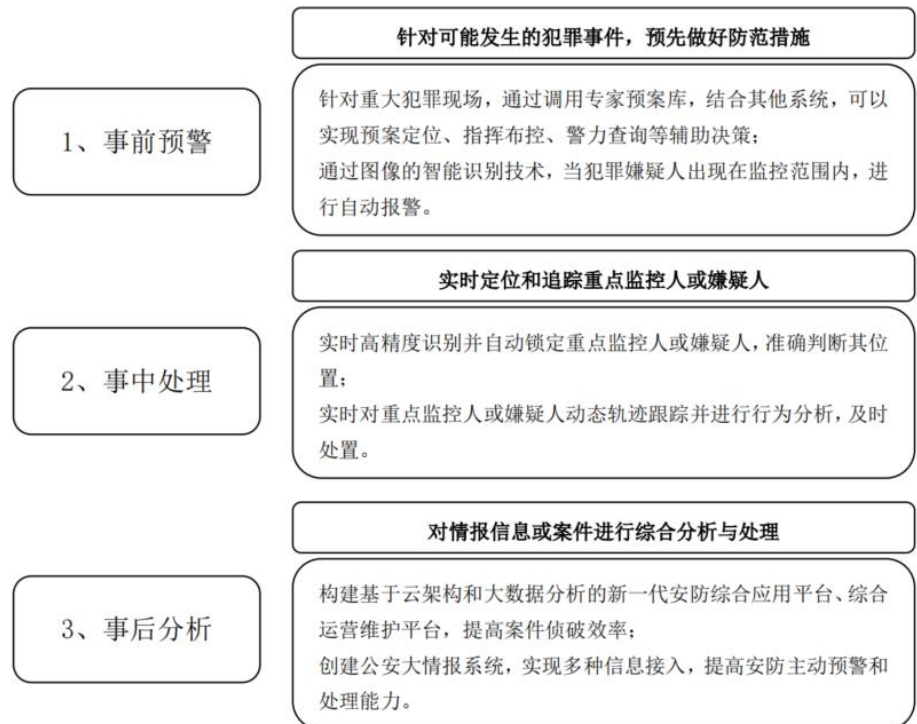 针对可能发生的犯罪事件，预先做好防范措施
1、事前预警
针对重大犯罪现场，通过调用专家预案库，结合其他系统，可以
实现预案定位、指挥布控、警力查询等辅助决策；
通过图像的智能识别技术，当犯罪嫌疑人出现在监控范围内，进
行自动报警。
实时定位和追踪重点监控人或嫌疑人
2、事中处理
实时高精度识别并自动锁定重点监控人或嫌疑人，准确判断其位
置；
实时对重点监控人或嫌疑人动态轨迹跟踪并进行行为分析，及时
处置。
对情报信息或案件进行综合分析与处理
3、事后分析
构建基于云架构和大数据分析的新一代安防综合应用平台、综合
运营维护平台，提高案件侦破效率；
创建公安大情报系统，实现多种信息接入，提高安防主动预警和
处理能力。